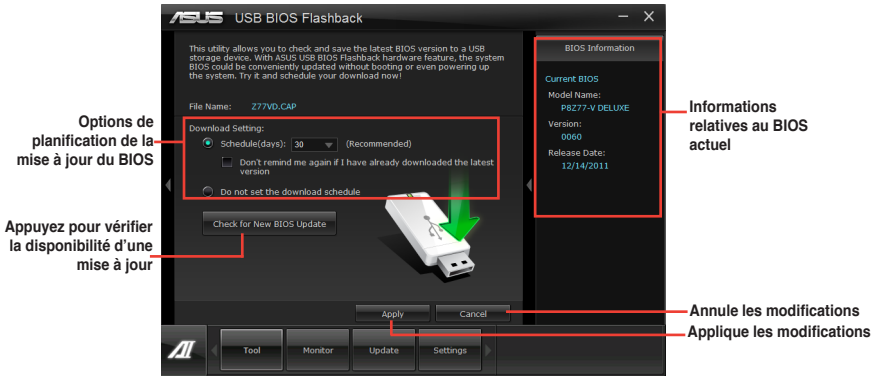 ASUS USB BIOS Flashback
This utility allows you to check and save the latest BIOS version to a USB
storage device. With ASUS USB BIOS Flashback hardware feature, the system
BIOS could be conveniently updated without booting or even powering up
the system. Try it and schedule your download now!
File Name: Z77VD.CAP
Download Setting:
Schedule(days): 30 (Recommended)
Don't remind me again if I have already downloaded the latest
version
Do not set the download schedule
Check for New BIOS Update
Apply
Cancel
BIOS Information
Current BIOS
Model Name:
P8Z77-V DELUXE
Version:
0060
Release Date:
12/14/2011
Tool
Monitor
Update
Settings
Options de
planification de la
mise à jour du BIOS
Appuyez pour vérifier
la disponibilité d'une
mise à jour
Informations
relatives au BIOS
actuel
Annule les modifications
Applique les modifications